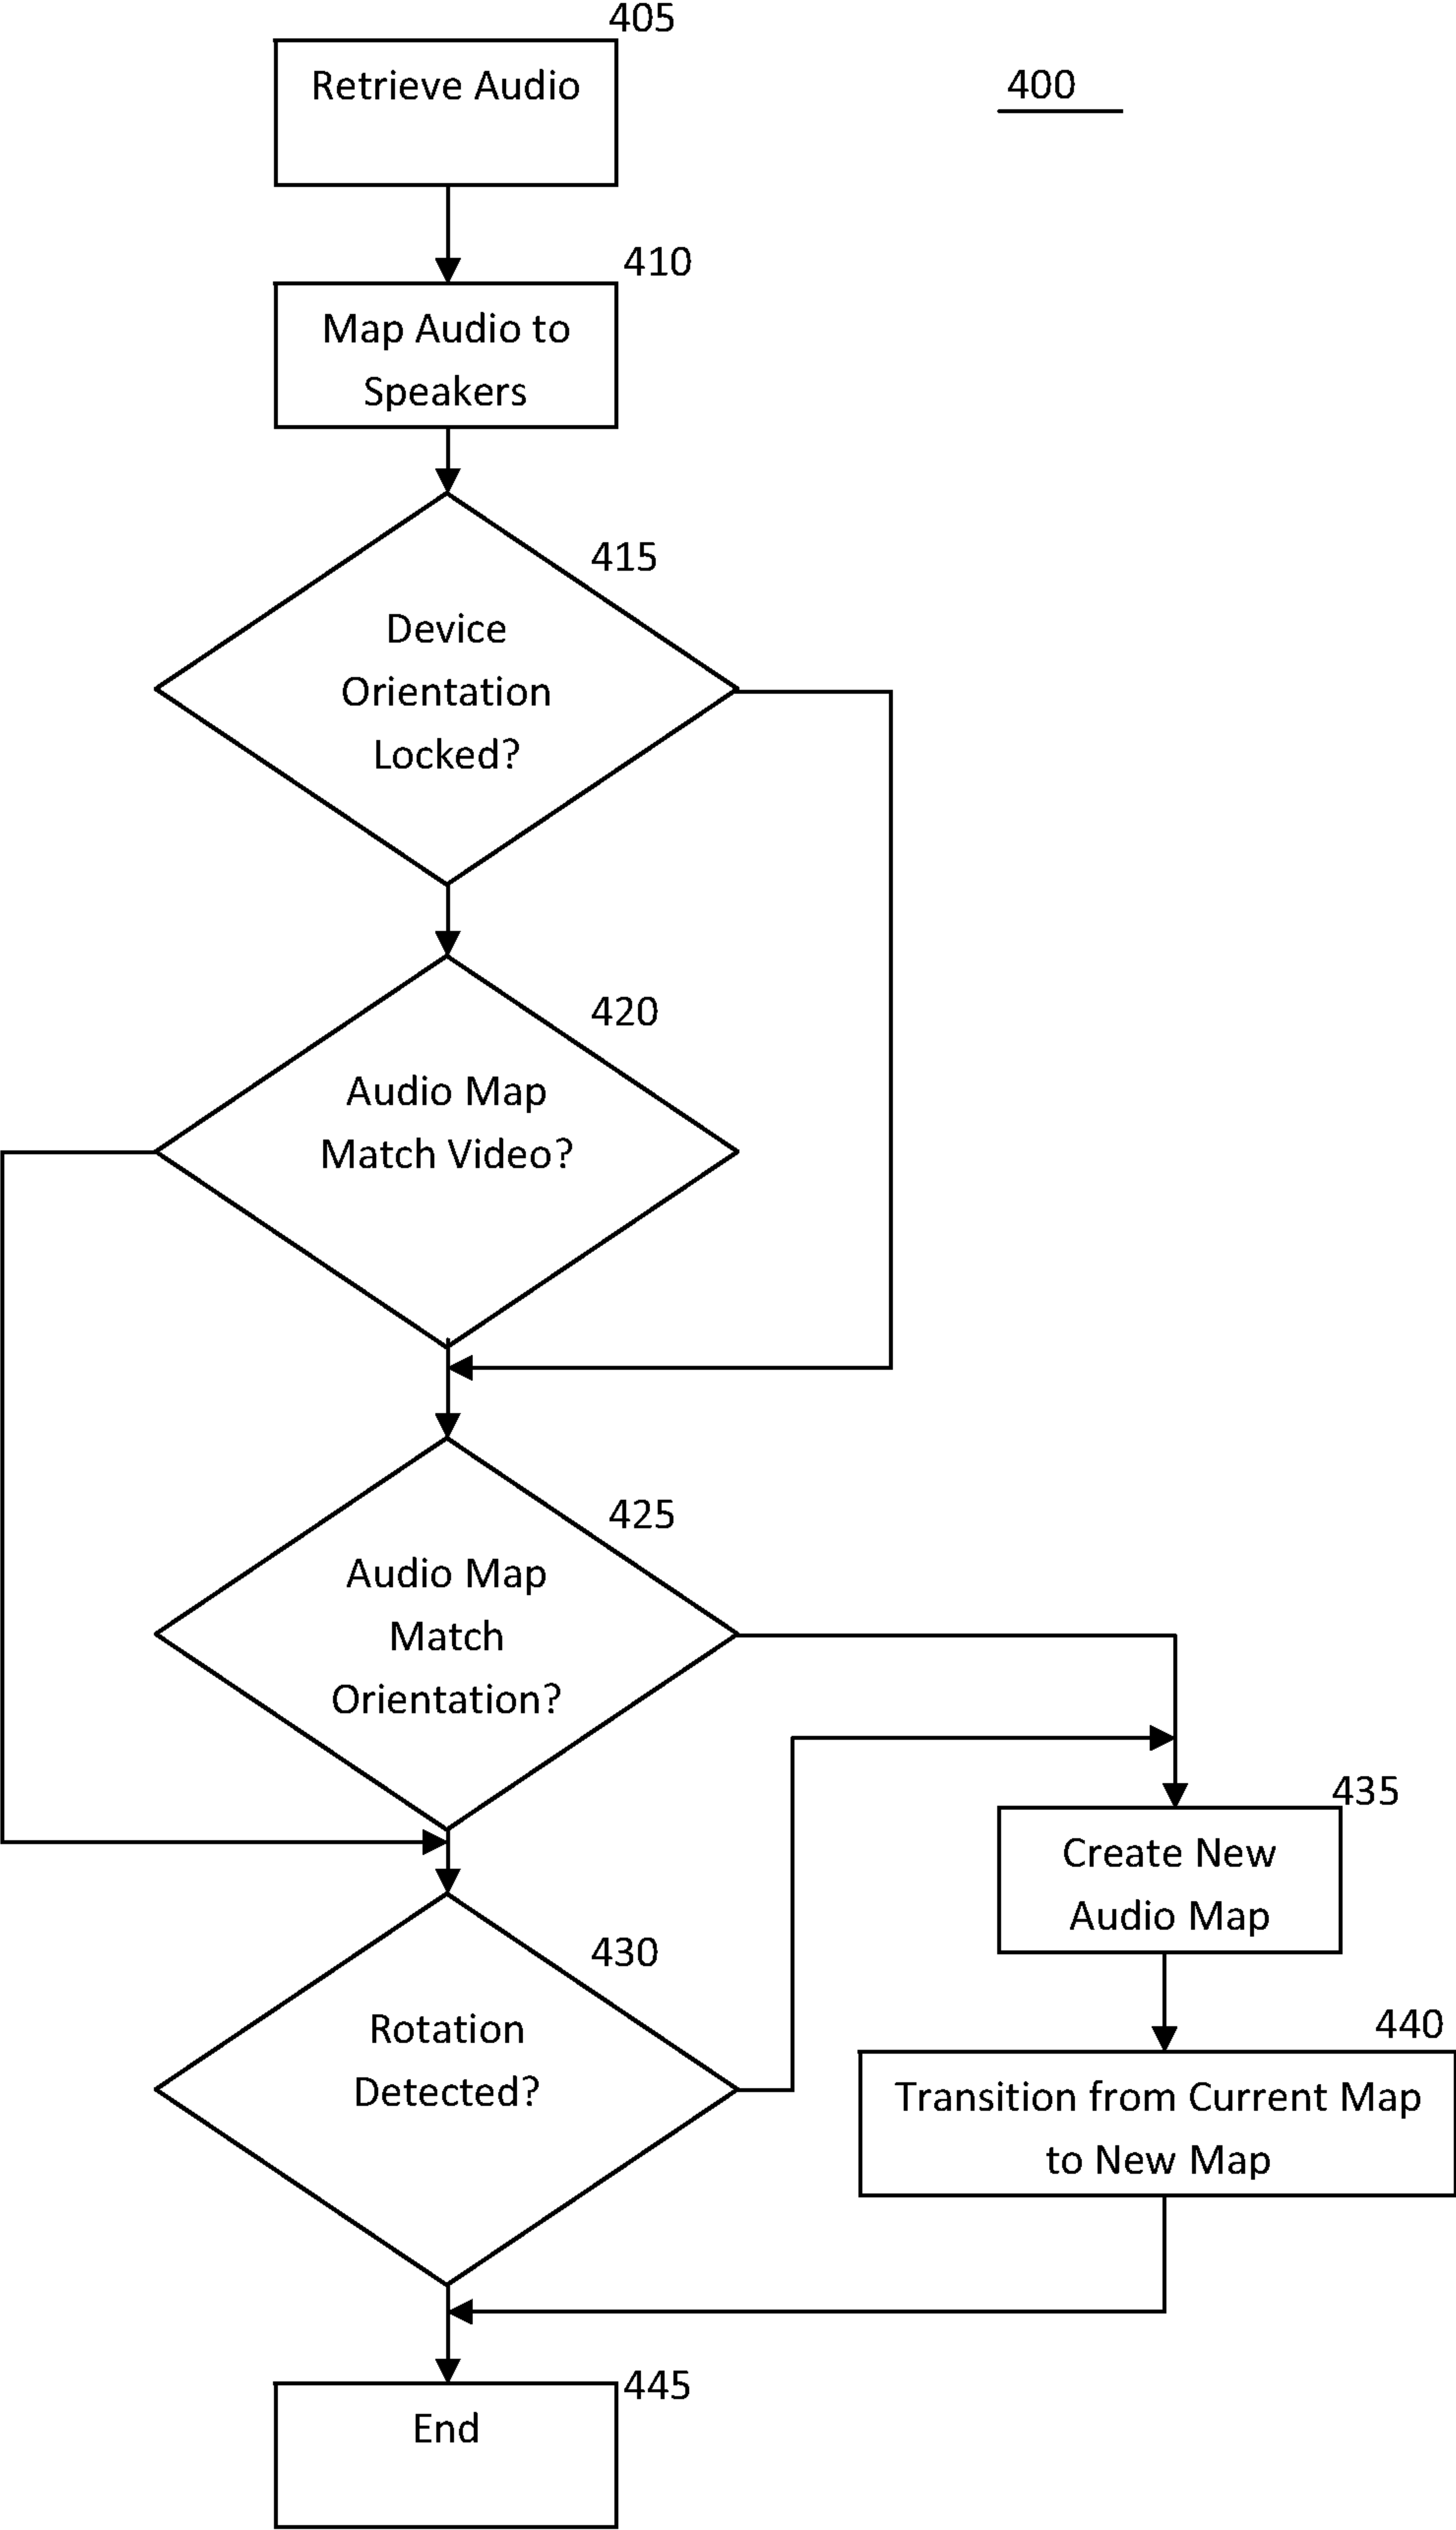 405
Retrieve Audio
400
410
Map Audio to
Speakers
415
Device
Orientation
Locked?
420
Audio Map
Match Video?
425
Audio Map
Match
Orientation?
435
Create New
Audio Map
430
Rotation
Detected?
440
Transition from Current Map
to New Map
445
End